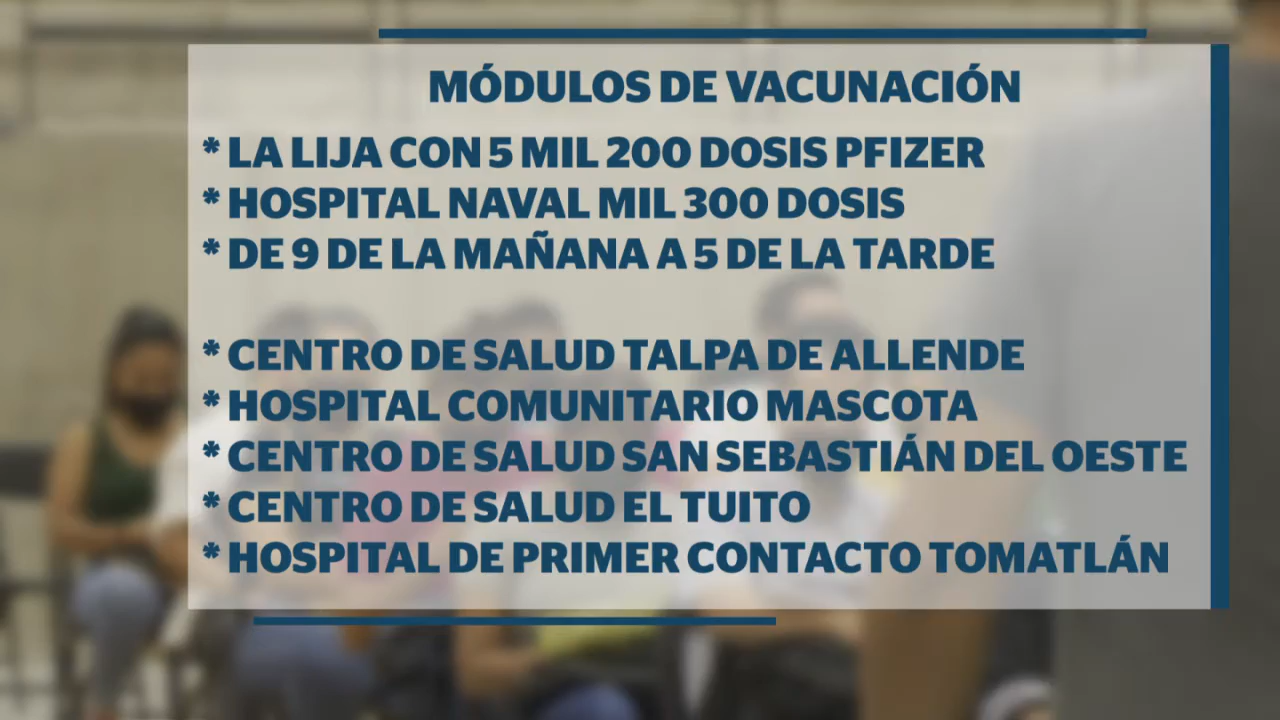 MÓDULOS DE VACUNACIÓN
* LA LIJA CON 5 MIL 200 DOSIS PFIZER
* HOSPITAL NAVAL MIL 300 DOSIS
* DE 9 DE LA MAÑANA A 5 DE LA TARDE
* CENTRO DE SALUD TALPA DE ALLENDE
* HOSPITAL COMUNITARIO MASCOTA
* CENTRO DE SALUD SAN SEBASTIÁN DEL OESTE
* CENTRO DE SALUD EL TUITO
* HOSPITAL DE PRIMER CONTACTO TOMATLÁN